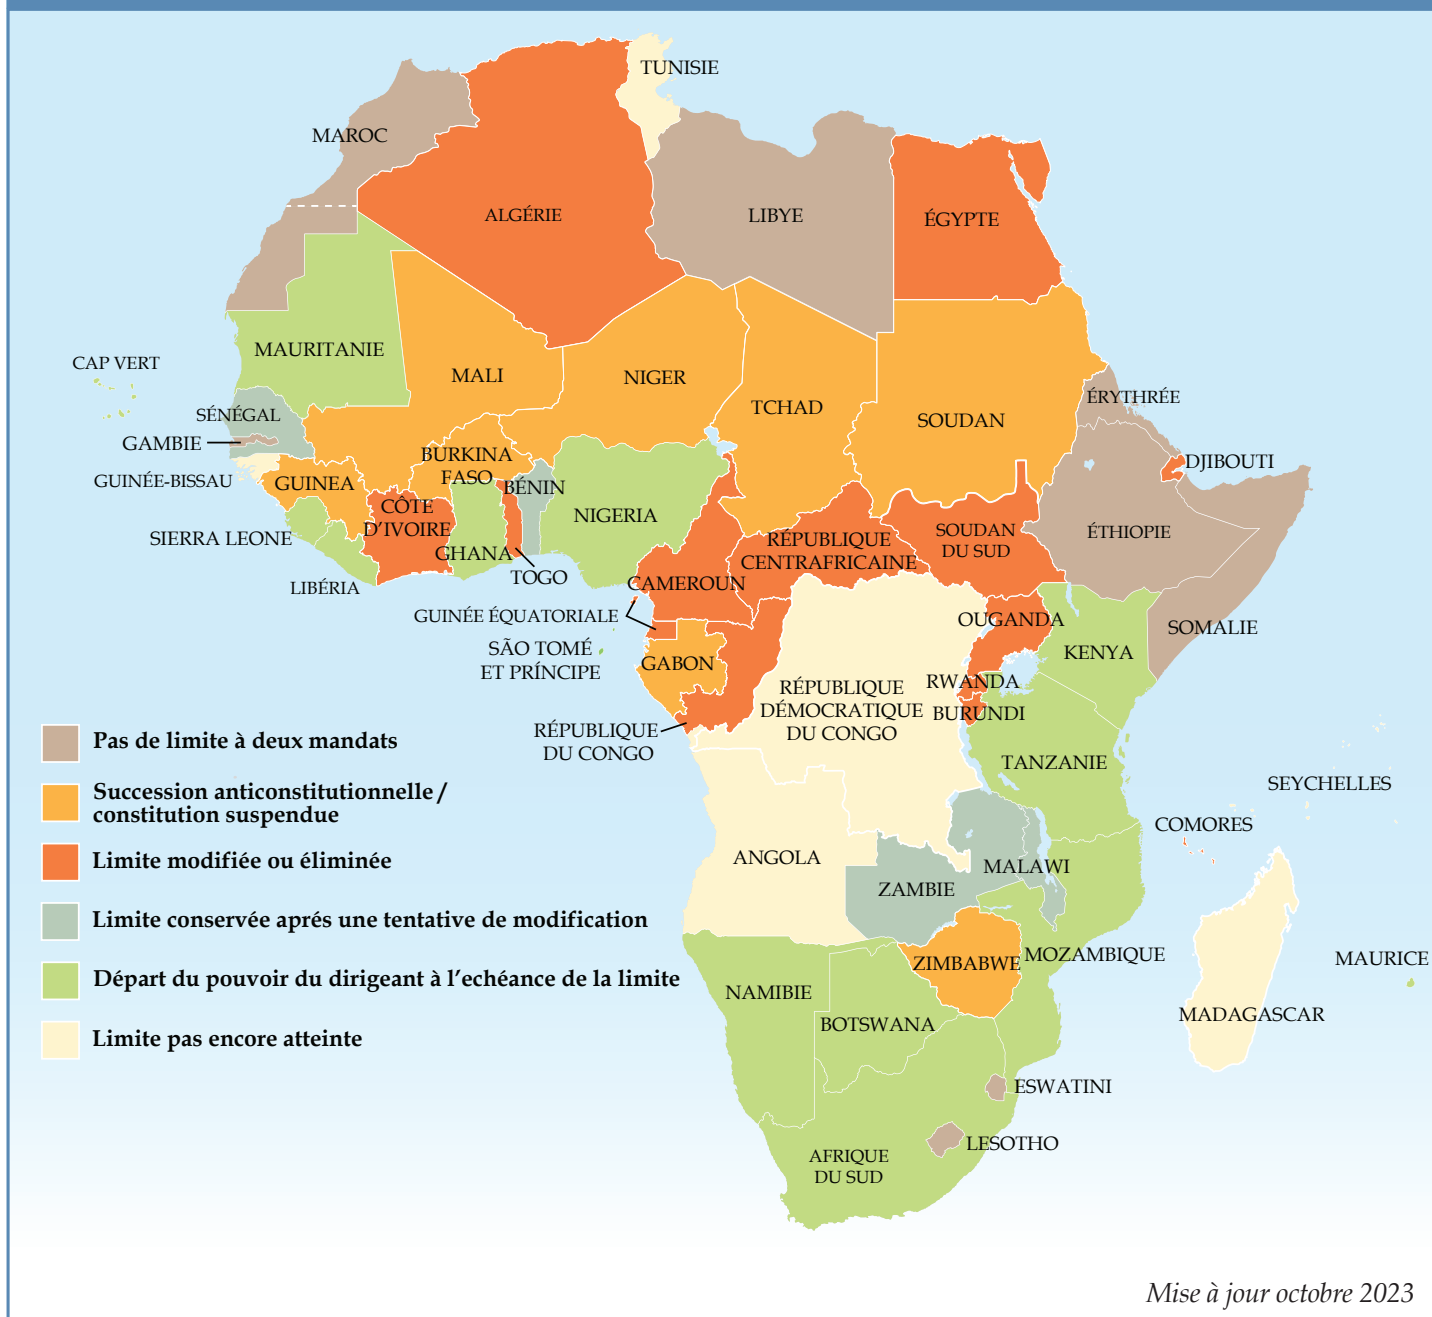 TUNISIE
MAROC
ALGÉRIE
LIBYE
ÉGYPTE
MAURITANIE
CAP VERT
MALI
NIGER
TCHAD
SOUDAN
ÉRYTHRÉE
SÉNÉGAL
GAMBIE
GUINÉE-BISSAU
GUINEA
BURKINA
FASO
BÉNIN
NIGERIA
DJIBOUTI
CÔTE
D'IVOIRE
SIERRA LEONE
LIBÉRIA
GHANA
TOGO
CAMEROUN
RÉPUBLIQUE
CENTRAFRICAINE
SOUDAN
DU SUD
ÉTHIOPIE
SOMALIE
GUINÉE ÉQUATORIALE
SÃO TOMÉ
ET PRÍNCIPE
GABON
RÉPUBLIQUE
DU CONGO
RÉPUBLIQUE
DÉMOCRATIQUE
DU CONGO
OUGANDA
KENYA
RWANDA
BURUNDI
TANZANIE
SEYCHELLES
COMORES
ANGOLA
ZAMBIE
MALAWI
MOZAMBIQUE
ZIMBABWE
NAMIBIE
BOTSWANA
MAURICE
MADAGASCAR
ESWATINI
LESOTHO
AFRIQUE
DU SUD
Pas de limite à deux mandats
Succession anticonstitutionnelle/
constitution suspendue
Limite modifiée ou éliminée
Limite conservée aprés une tentative de modification
Départ du pouvoir du dirigeant à l'echéance de la limite
Limite pas encore atteinte
Mise à jour octobre 2023